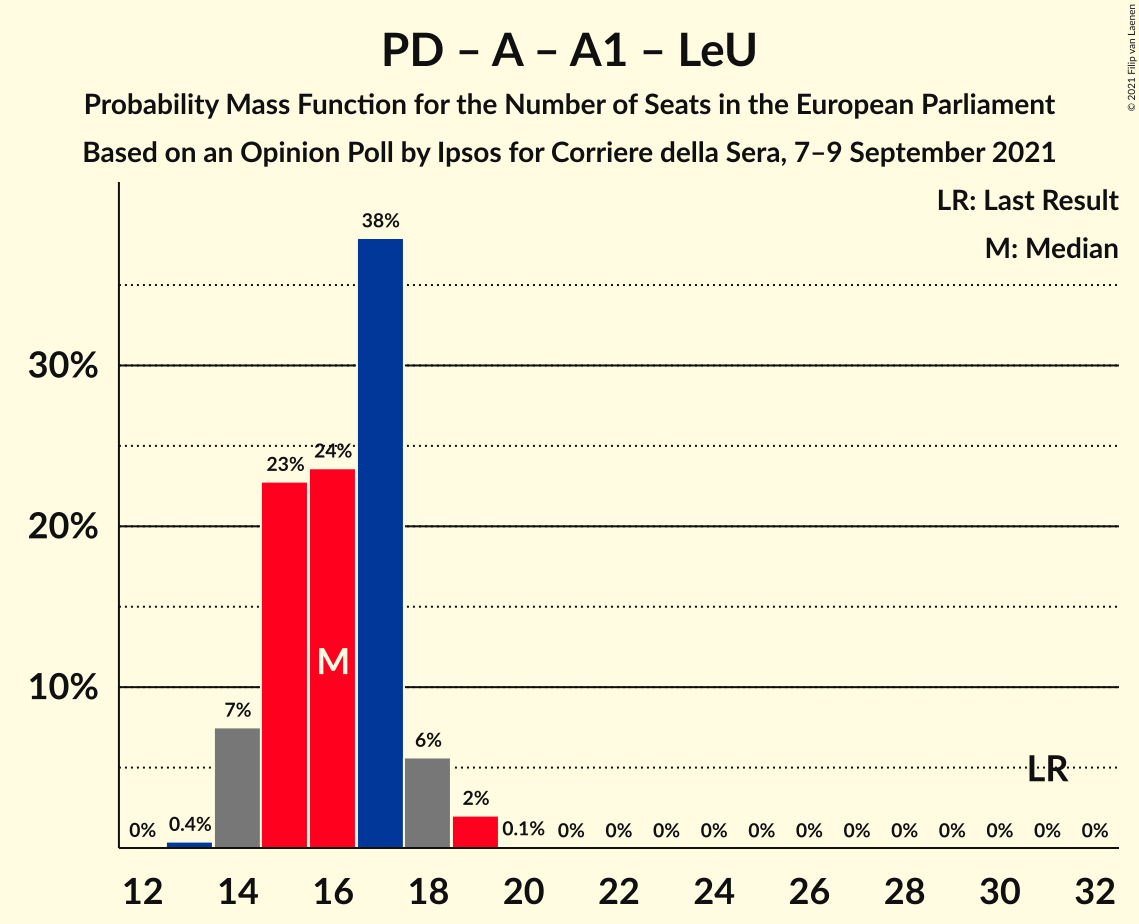 PD – A – A1 – LeU
Probability Mass Function for the Number of Seats in the European Parliament
Based on an Opinion Poll by Ipsos for Corriere della Sera, 7–9 September 2021
© 2021 Filip van Laenen
LR: Last Result
M: Median
38%
30%
24%
23%
20%
M
10%
7%
6%
LR
2%
0% 0.4% 0.1% 0% 0% 0% 0% 0% 0% 0% 0% 0% 0% 0% 0%
12 14 16 18 20 22 24 26 28 30 32